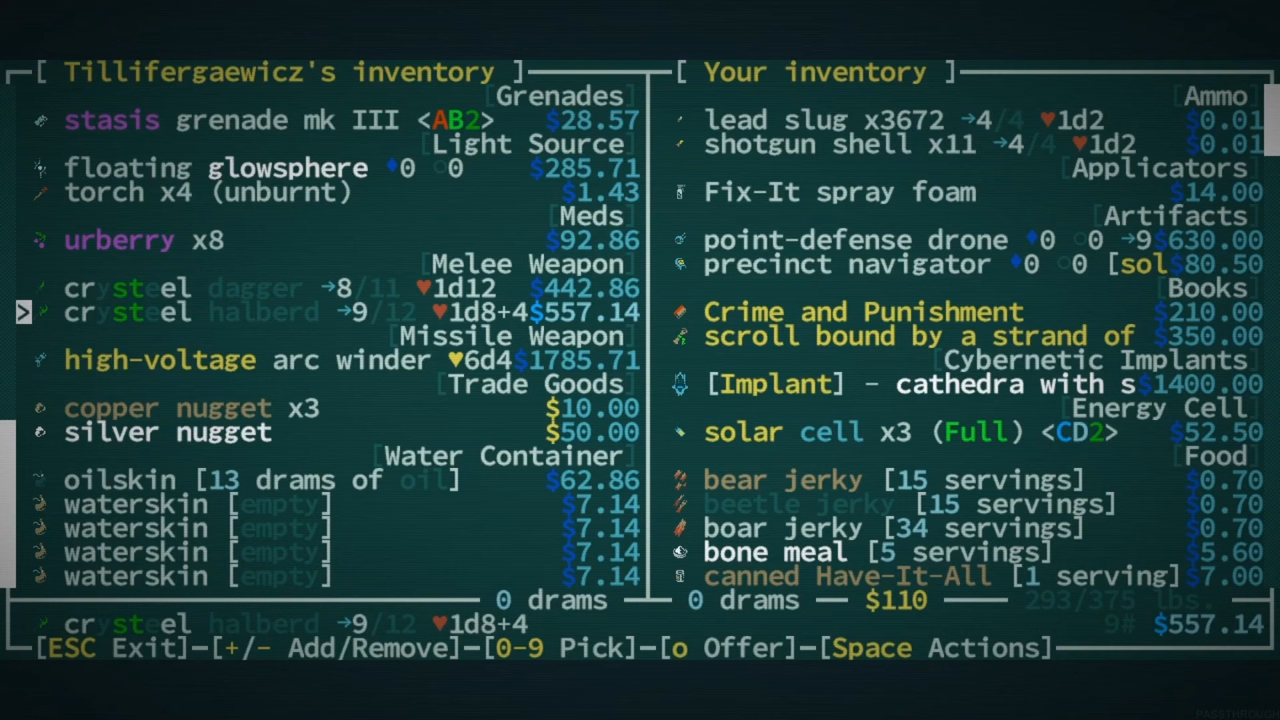 [ Tillifergaewicz's inventory ]
[Grenades]
stasis grenade mk III <AB2> $28.57
[Light Source]
floating glowsphere ♦0 ○0 $285.71
torch x4 (unburnt) $1.43
[Meds]
urberry x8 $92.86
[Melee Weapon]
crysteel dagger →8/11 ♥1d12 $442.86
> crysteel halberd →9/12 ♥1d8+4 $557.14
[Missile Weapon]
high-voltage arc winder ♥6d4 $1785.71
[Trade Goods]
copper nugget x3 $10.00
silver nugget $50.00
[Water Container]
oilskin [13 drams of oil] $62.86
waterskin [empty] $7.14
waterskin [empty] $7.14
waterskin [empty] $7.14
waterskin [empty] $7.14
0 drams
[ Your inventory ]
[Ammo]
lead slug x3672 →4/4 ♥1d2 $0.01
shotgun shell x11 →4/4 ♥1d2 $0.01
[Applicators]
Fix-It spray foam $14.00
[Artifacts]
point-defense drone ♦0 ○0 →9 $630.00
precinct navigator ♦0 ○0 [sol $80.50
[Books]
Crime and Punishment $210.00
scroll bound by a strand of $350.00
[Cybernetic Implants]
[Implant] - cathedra with s $1400.00
[Energy Cell]
solar cell x3 (Full) <CD2> $52.50
[Food]
bear jerky [15 servings] $0.70
beetle jerky [15 servings] $0.70
boar jerky [34 servings] $0.70
bone meal [5 servings] $5.60
canned Have-It-All [1 serving] $7.00
0 drams $110 293/375 lbs.
crysteel halberd →9/12 ♥1d8+4 9# $557.14
[ESC Exit]-[+/- Add/Remove]-[0-9 Pick]-[o Offer]-[Space Actions]